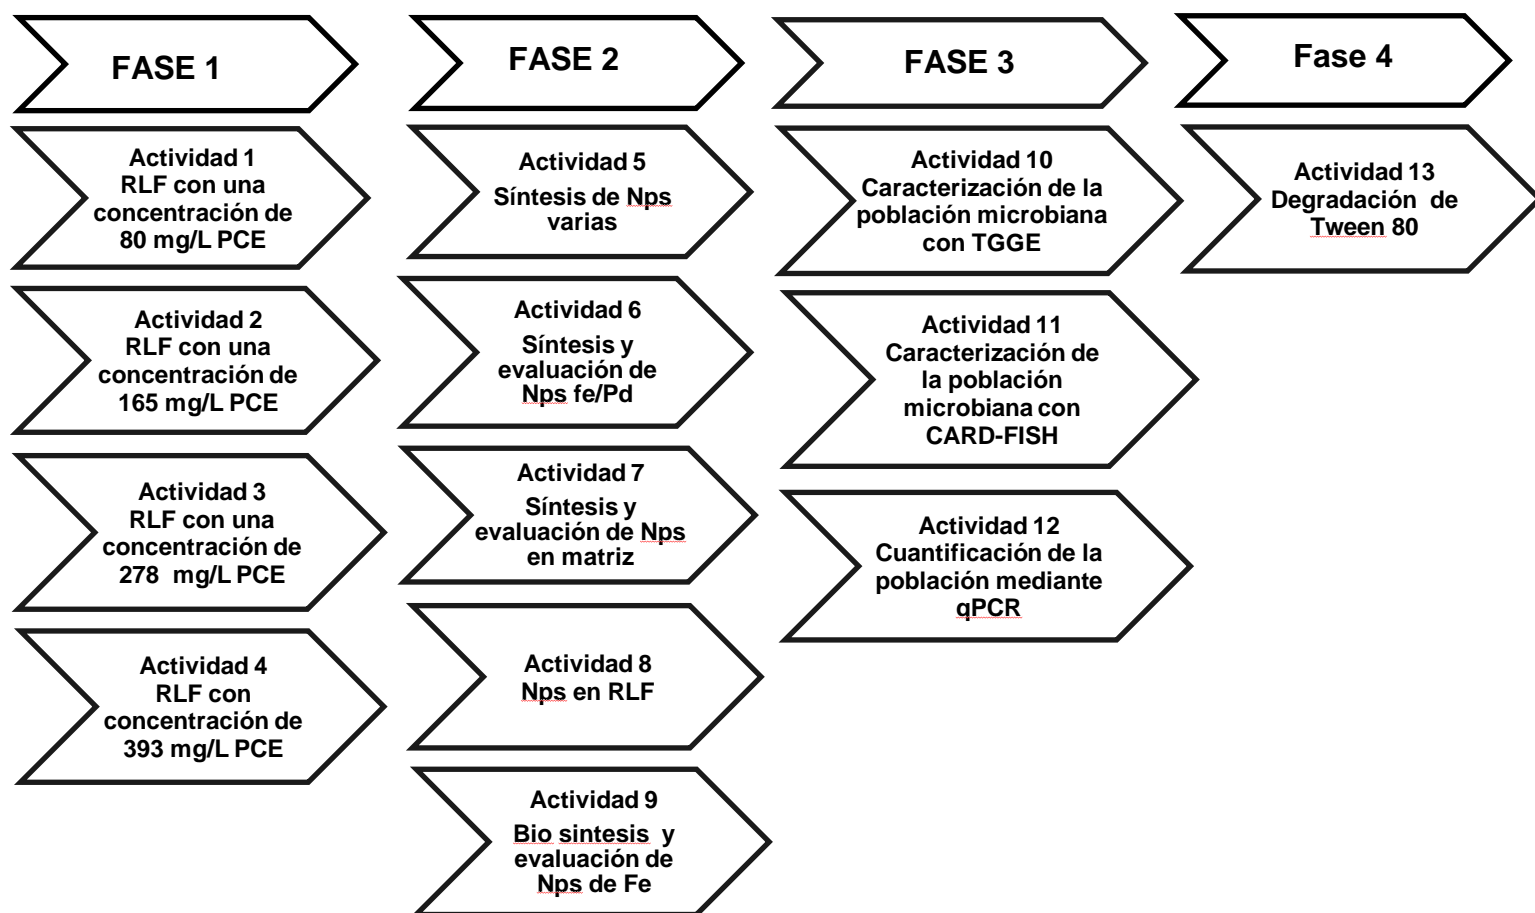 FASE 1
Actividad 1
RLF con una
concentración de
80 mg/L PCE
Actividad 2
RLF con una
concentración de
165 mg/L PCE
Actividad 3
RLF con una
concentración de
278 mg/L PCE
Actividad 4
RLF con
concentración de
393 mg/L PCE
FASE 2
Actividad 5
Síntesis de Nps
varias
Actividad 6
Síntesis y
evaluación de
Nps fe/Pd
Actividad 7
Síntesis y
evaluación de Nps
en matriz
Actividad 8
Nps en RLF
Actividad 9
Bio sintesis y
evaluación de
Nps de Fe
FASE 3
Actividad 10
Caracterización de la
población microbiana
con TGGE
Actividad 11
Caracterización de
la población
microbiana con
CARD-FISH
Actividad 12
Cuantificación de la
población mediante
qPCR
Fase 4
Actividad 13
Degradación de
Tween 80